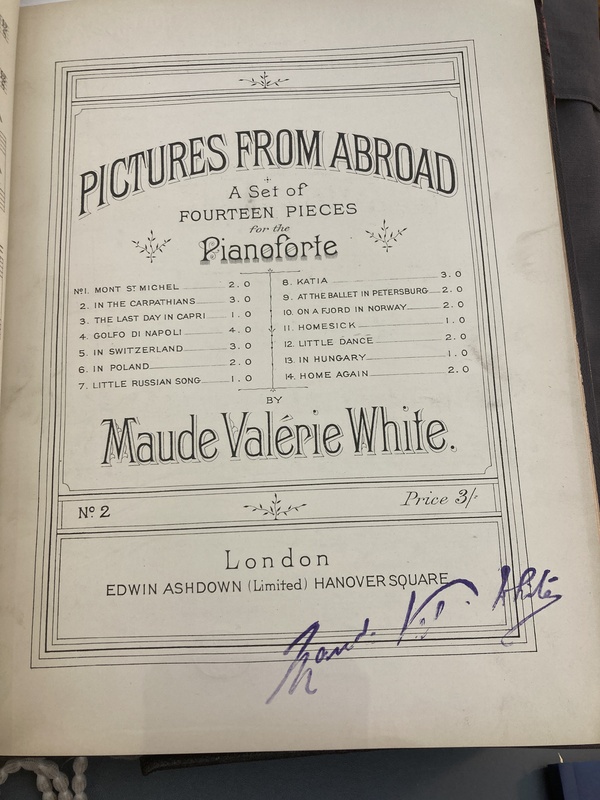 PICTURES FROM ABROAD
A Set of
FOURTEEN PIECES
for the
Pianoforte
No 1. MONT ST MICHEL 2. 0
2. IN THE CARPATHIANS 3. 0
3. THE LAST DAY IN CAPRI 1. 0
4. GOLFO DI NAPOLI 4. 0
5. IN SWITZERLAND 3. 0
6. IN POLAND 2. 0
7. LITTLE RUSSIAN SONG 1. 0
8. KATIA 3. 0
9. AT THE BALLET IN PETERSBURG 2. 0
10. ON A FJORD IN NORWAY 2. 0
11. HOMESICK 1. 0
12. LITTLE DANCE 2. 0
13. IN HUNGARY 1. 0
14. HOME AGAIN 2. 0
BY
Maude Valérie White.
No. 2 Price 3/-
London
EDWIN ASHDOWN (Limited) HANOVER SQUARE
Maude V. White